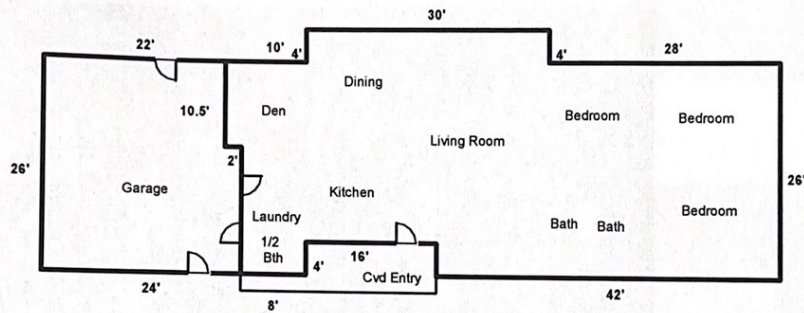 30'
22'
10'
4'
4'
28'
Dining
10.5'
Den
Bedroom
Bedroom
Living Room
2'
26'
Garage
26'
Kitchen
Laundry
Bedroom
1/2
Bth
Bath
Bath
16'
4'
Cvd Entry
24'
8'
42'